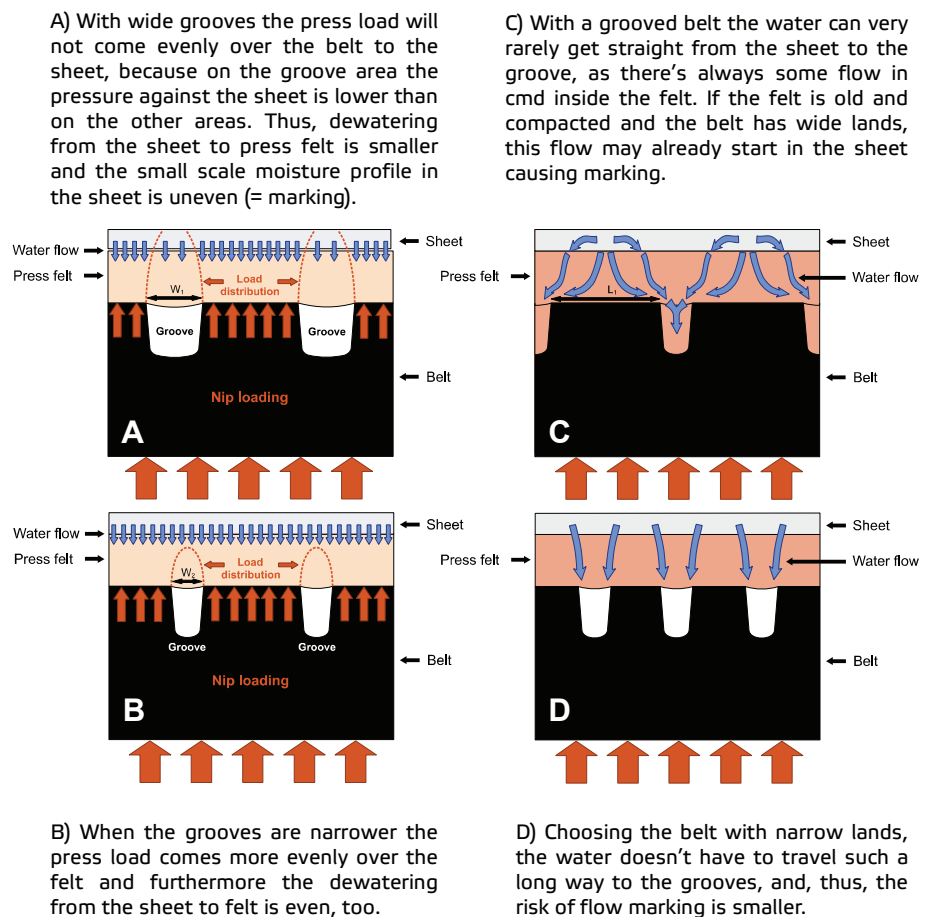 A) With wide grooves the press load will
not come evenly over the belt to the
sheet, because on the groove area the
pressure against the sheet is lower than
on the other areas. Thus, dewatering
from the sheet to press felt is smaller
and the small scale moisture profile in
the sheet is uneven (= marking).
C) With a grooved belt the water can very
rarely get straight from the sheet to the
groove, as there's always some flow in
cmd inside the felt. If the felt is old and
compacted and the belt has wide lands,
this flow may already start in the sheet
causing marking.
Water flow
Press felt
Sheet
W₁
Load
distribution
Groove
Groove
Belt
Nip loading
A
Sheet
Press felt
Water flow
L₁
Belt
C
Water flow
Press felt
Sheet
W₂
Load
distribution
Groove
Groove
Belt
Nip loading
B
Sheet
Press felt
Water flow
Belt
D
B) When the grooves are narrower the
press load comes more evenly over the
felt and furthermore the dewatering
from the sheet to felt is even, too.
D) Choosing the belt with narrow lands,
the water doesn't have to travel such a
long way to the grooves, and, thus, the
risk of flow marking is smaller.